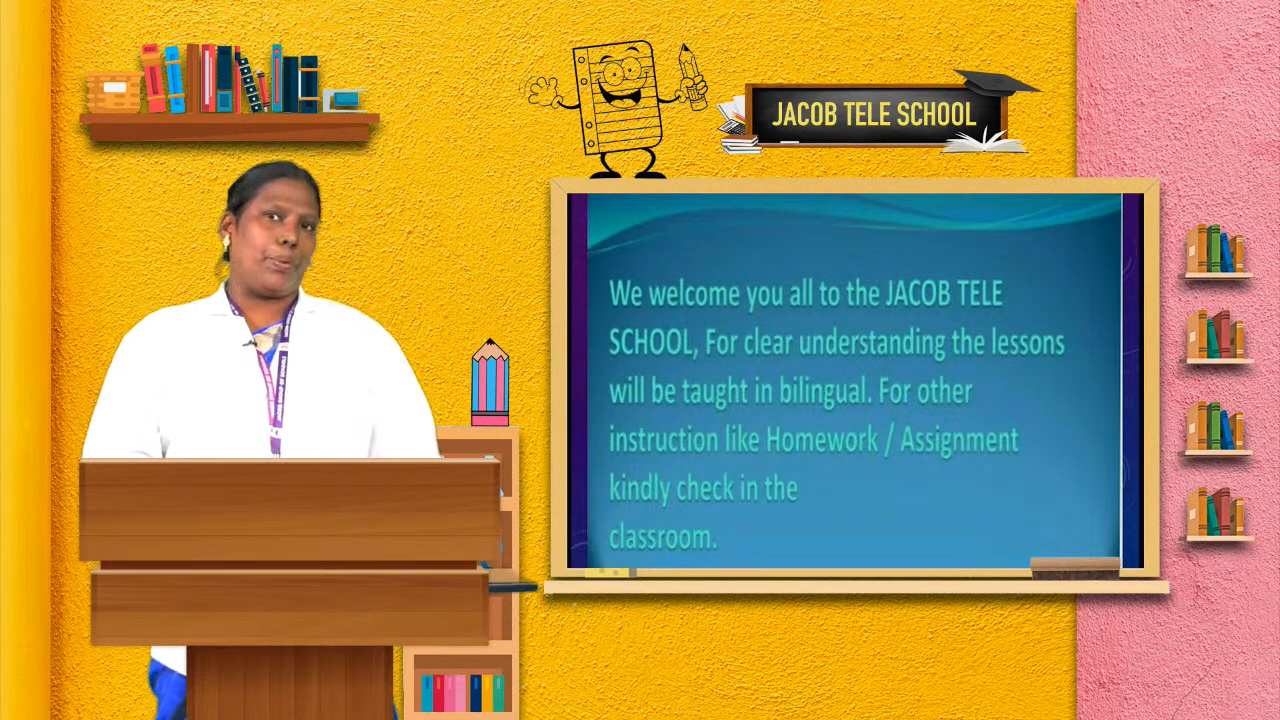 JACOB TELE SCHOOL
We welcome you all to the JACOB TELE
SCHOOL, For clear understanding the lessons
will be taught in bilingual. For other
instruction like Homework / Assignment
kindly check in the
classroom.